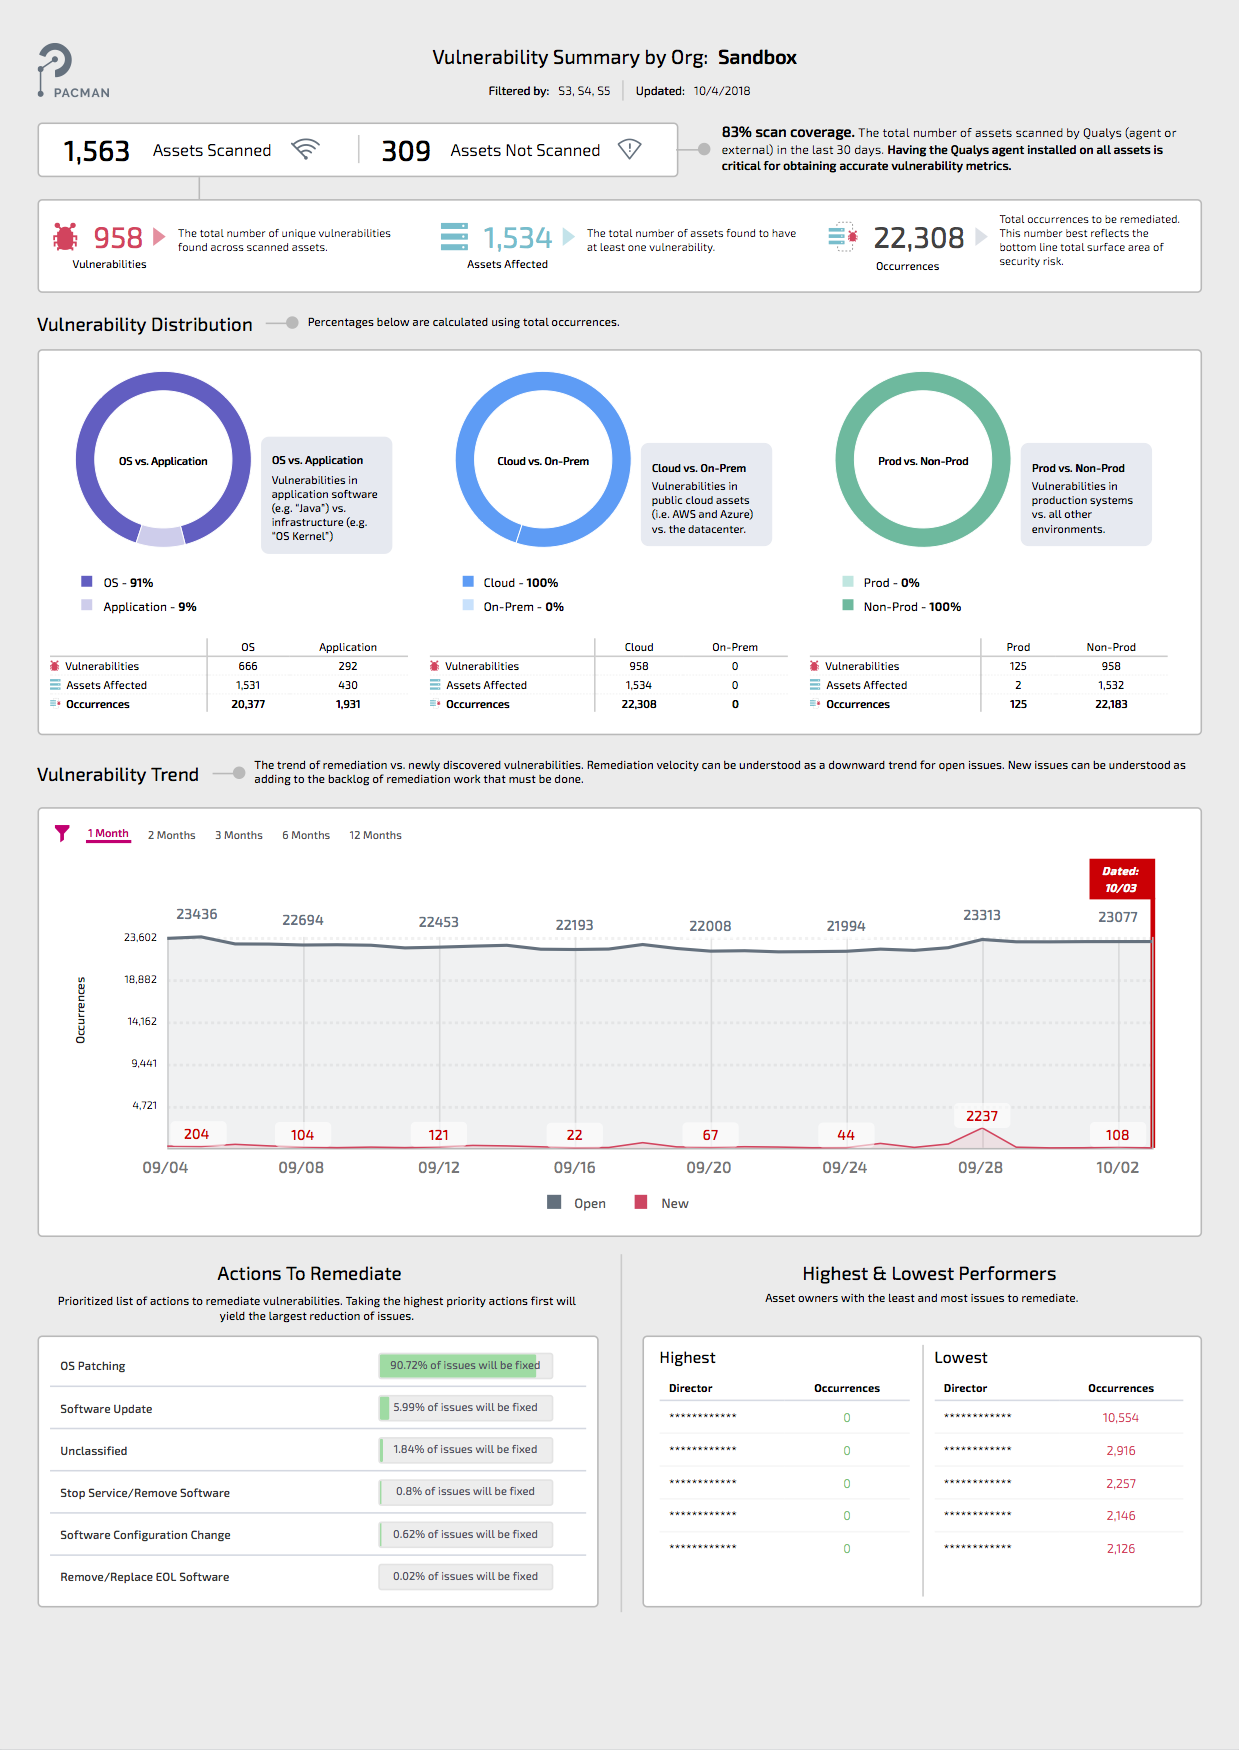 PACMAN
Vulnerability Summary by Org: Sandbox
Filtered by: S3, S4, S5 Updated: 10/4/2018
1,563 Assets Scanned 309 Assets Not Scanned
83% scan coverage. The total number of assets scanned by Qualys (agent or
external) in the last 30 days. Having the Qualys agent installed on all assets is
critical for obtaining accurate vulnerability metrics.
958
Vulnerabilities
The total number of unique vulnerabilities
found across scanned assets.
1,534
Assets Affected
The total number of assets found to have
at least one vulnerability.
22,308
Occurrences
Total occurrences to be remediated.
This number best reflects the
bottom line total surface area of
security risk.
Vulnerability Distribution
Percentages below are calculated using total occurrences.
OS vs. Application
OS vs. Application
Vulnerabilities in
application software
(e.g. "Java") vs.
infrastructure (e.g.
"OS Kernel")
OS - 91%
Application - 9%
Cloud vs. On-Prem
Cloud vs. On-Prem
Vulnerabilities in
public cloud assets
(i.e. AWS and Azure)
vs. the datacenter.
Cloud - 100%
On-Prem - 0%
Prod vs. Non-Prod
Prod vs. Non-Prod
Vulnerabilities in
production systems
vs. all other
environments.
Prod - 0%
Non-Prod - 100%
OS Application
Vulnerabilities 666 292
Assets Affected 1,531 430
Occurrences 20,377 1,931
Cloud On-Prem
Vulnerabilities 958 0
Assets Affected 1,534 0
Occurrences 22,308 0
Prod Non-Prod
Vulnerabilities 125 958
Assets Affected 2 1,532
Occurrences 125 22,183
Vulnerability Trend
The trend of remediation vs. newly discovered vulnerabilities. Remediation velocity can be understood as a downward trend for open issues. New issues can be understood as
adding to the backlog of remediation work that must be done.
1 Month 2 Months 3 Months 6 Months 12 Months
Dated:
10/03
23436 22694 22453 22193 22008 21994 23313 23077
Occurrences
23,602
18,882
14,162
9,441
4,721
204 104 121 22 67 44 2237 108
09/04 09/08 09/12 09/16 09/20 09/24 09/28 10/02
Open New
Actions To Remediate
Prioritized list of actions to remediate vulnerabilities. Taking the highest priority actions first will
yield the largest reduction of issues.
OS Patching 90.72% of issues will be fixed
Software Update 5.99% of issues will be fixed
Unclassified 1.84% of issues will be fixed
Stop Service/Remove Software 0.8% of issues will be fixed
Software Configuration Change 0.62% of issues will be fixed
Remove/Replace EOL Software 0.02% of issues will be fixed
Highest & Lowest Performers
Asset owners with the least and most issues to remediate.
Highest
Director Occurrences
************ 0
************ 0
************ 0
************ 0
************ 0
Lowest
Director Occurrences
************ 10,554
************ 2,916
************ 2,257
************ 2,146
************ 2,126